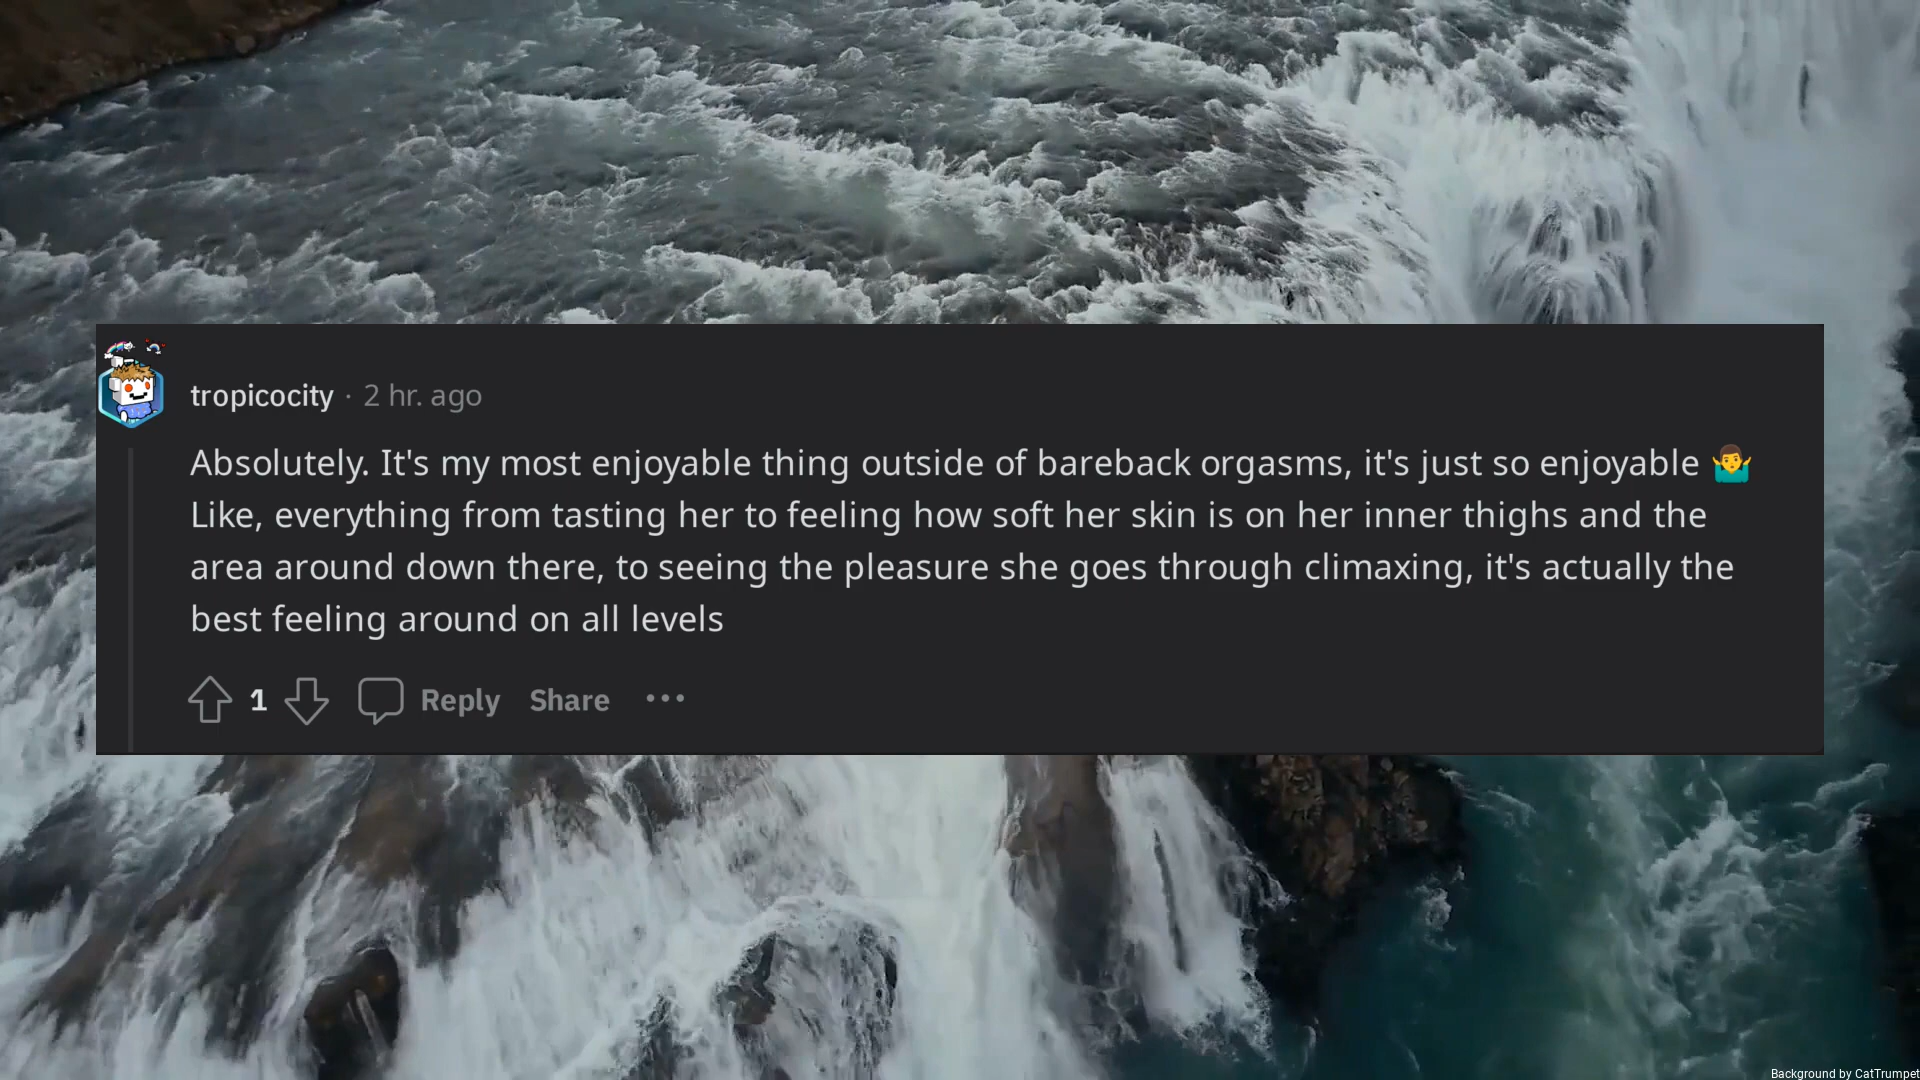 tropicocity · 2 hr. ago
Absolutely. It's my most enjoyable thing outside of bareback orgasms, it's just so enjoyable 🤷‍♂️
Like, everything from tasting her to feeling how soft her skin is on her inner thighs and the
area around down there, to seeing the pleasure she goes through climaxing, it's actually the
best feeling around on all levels
1 Reply Share ···
Background by CatTrumpet